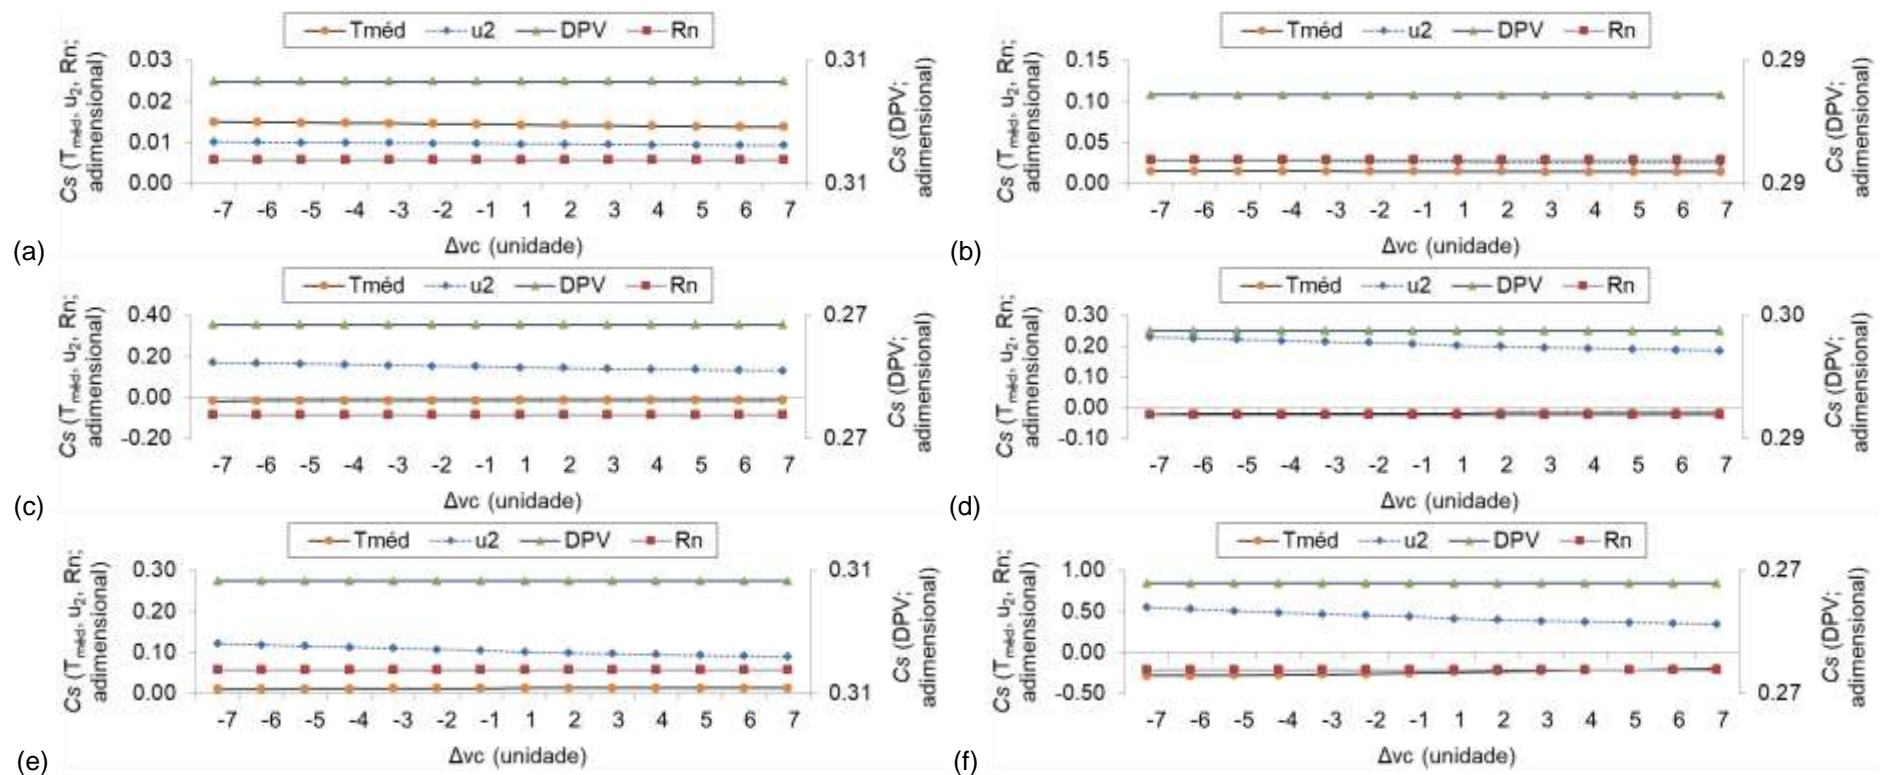 Tméd u2 DPV Rn
Cs (Tméd, u2, Rn; adimensional)
0.03
0.02
0.01
0.00
0.31
0.31
Cs (DPV; adimensional)
-7 -6 -5 -4 -3 -2 -1 1 2 3 4 5 6 7
Δvc (unidade)
(a)
Tméd u2 DPV Rn
Cs (Tméd, u2, Rn; adimensional)
0.15
0.10
0.05
0.00
0.29
0.29
Cs (DPV; adimensional)
-7 -6 -5 -4 -3 -2 -1 1 2 3 4 5 6 7
Δvc (unidade)
(b)
Tméd u2 DPV Rn
Cs (Tméd, u2, Rn; adimensional)
0.40
0.20
0.00
-0.20
0.27
0.27
Cs (DPV; adimensional)
-7 -6 -5 -4 -3 -2 -1 1 2 3 4 5 6 7
Δvc (unidade)
(c)
Tméd u2 DPV Rn
Cs (Tméd, u2, Rn; adimensional)
0.30
0.20
0.10
0.00
-0.10
0.30
0.29
Cs (DPV; adimensional)
-7 -6 -5 -4 -3 -2 -1 1 2 3 4 5 6 7
Δvc (unidade)
(d)
Tméd u2 DPV Rn
Cs (Tméd, u2, Rn; adimensional)
0.30
0.20
0.10
0.00
0.31
0.31
Cs (DPV; adimensional)
-7 -6 -5 -4 -3 -2 -1 1 2 3 4 5 6 7
Δvc (unidade)
(e)
Tméd u2 DPV Rn
Cs (Tméd, u2, Rn; adimensional)
1.00
0.50
0.00
-0.50
0.27
0.27
Cs (DPV; adimensional)
-7 -6 -5 -4 -3 -2 -1 1 2 3 4 5 6 7
Δvc (unidade)
(f)